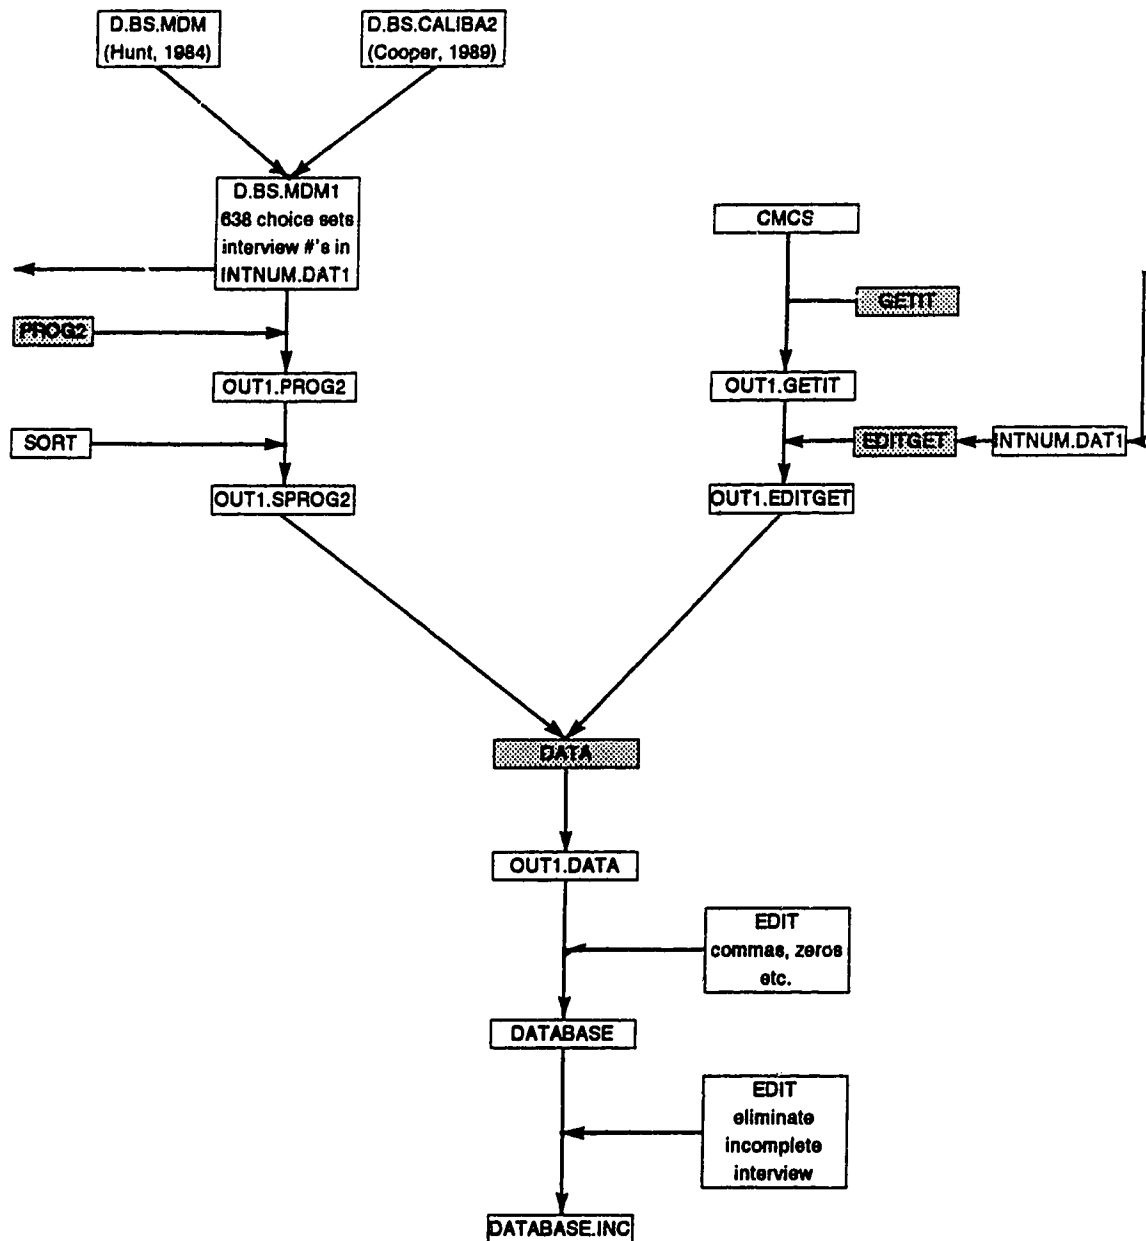 D.BS.MDM
(Hunt, 1984)
D.BS.CALIBA2
(Cooper, 1989)
D.BS.MDM1
638 choice sets
interview #'s in
INTNUM.DAT1
CMCS
GETIT
PROG2
OUT1.PROG2
OUT1.GETIT
SORT
EDITGET
INTNUM.DAT1
OUT1.SPROG2
OUT1.EDITGET
DATA
OUT1.DATA
EDIT
commas, zeros
etc.
DATABASE
EDIT
eliminate
incomplete
interview
DATABASE.INC